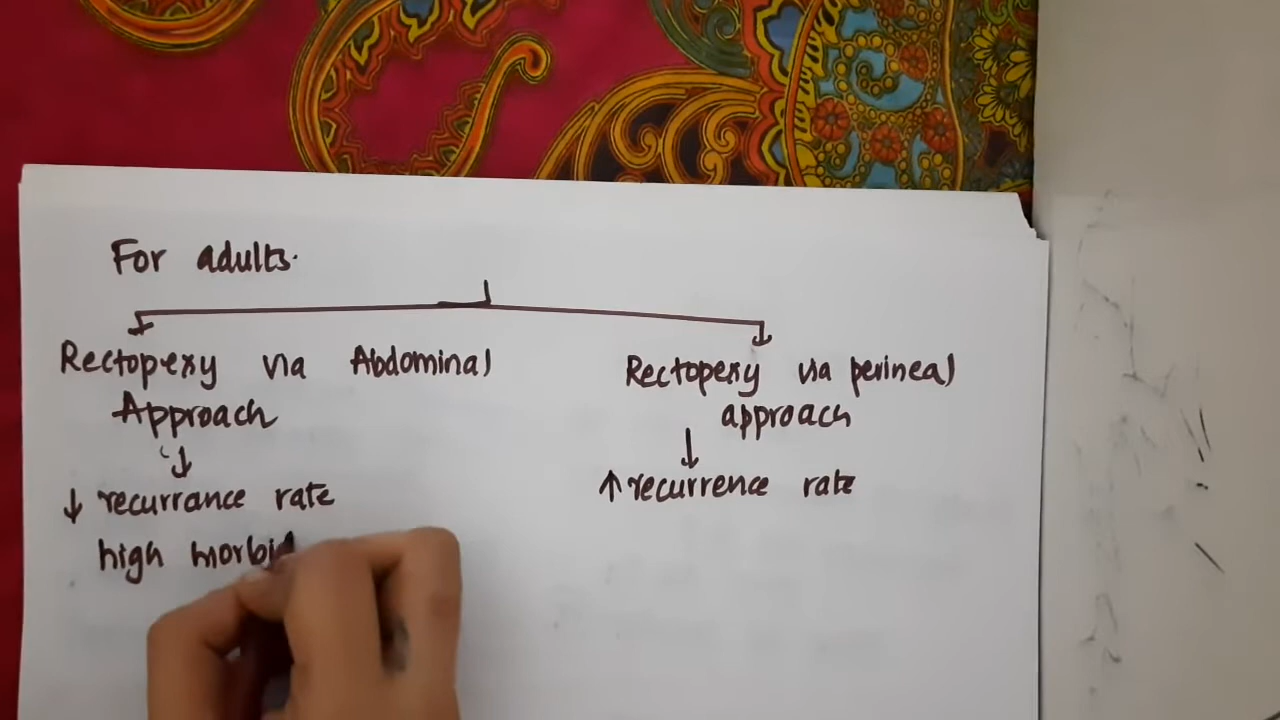 For adults.
Rectopexy via Abdominal
Approach
↓ recurrance rate
high morbid
Rectopexy via perineal
approach
↑ recurrence rate